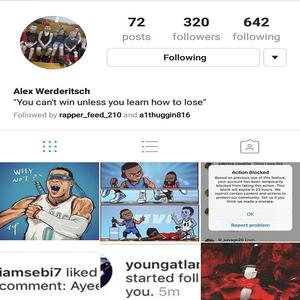 72 320 642
posts followers following
Following
Alex Werderitsch
"You can't win unless you learn how to lose"
Followed by rapper_feed_210 and a1thuggin816
WHY
NOT
Action Blocked
Based on previous use of this feature,
your account has been temporarily
blocked from taking this action. This
block will expire in 23 hours. We
restrict certain content and actions to
protect our community. Tell us if you
think we made a mistake.
OK
Report problem
iamsebi7 liked
comment: Ayee
youngatlan
started foll
you. 5m